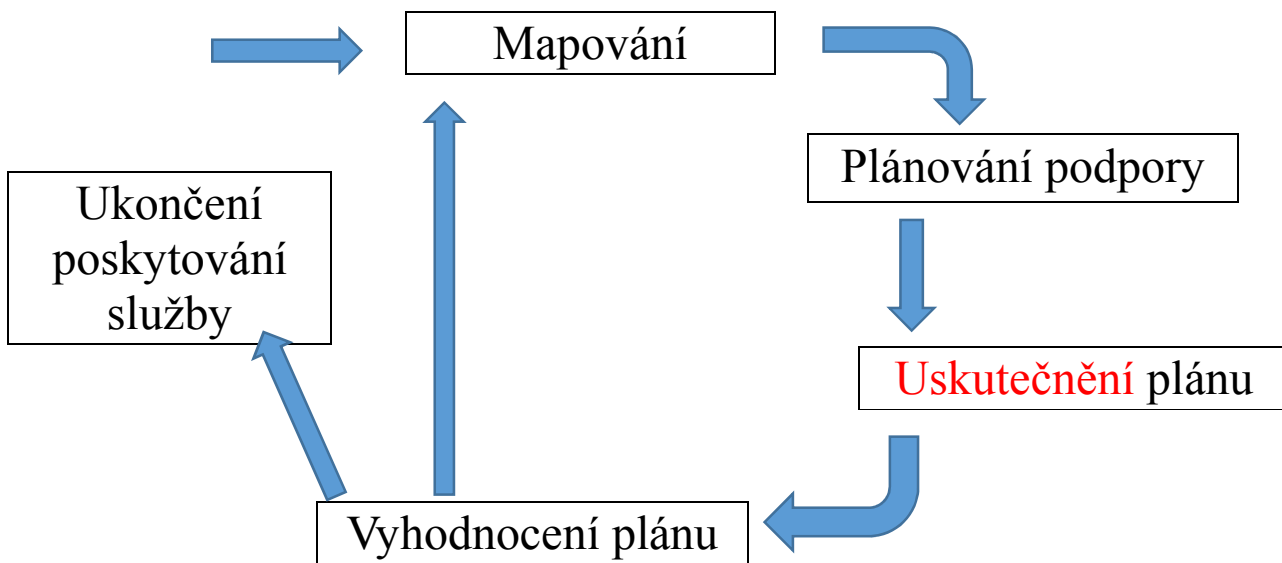 Mapování
Plánování podpory
Ukončení
poskytování
služby
Uskutečnění plánu
Vyhodnocení plánu